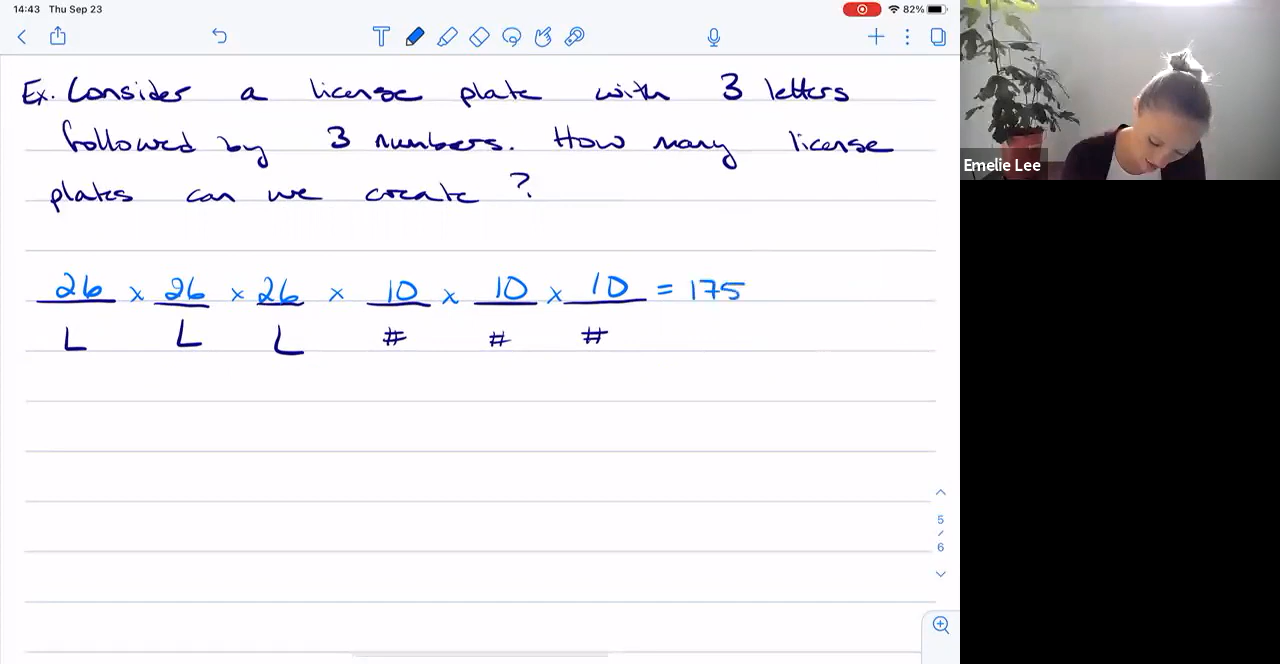 14:43 Thu Sep 23
82%
Ex. Consider a license plate with 3 letters
followed by 3 numbers. How many license
plates can we create?
26 x 26 x 26 x 10 x 10 x 10 = 175
L L L # # #
5
/
6
Emelie Lee